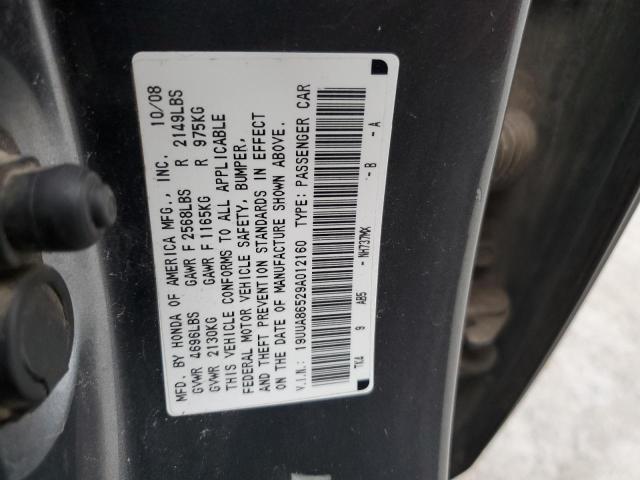 MFD. BY HONDA OF AMERICA MFG., INC. 10/08
GVWR 4696LBS GAWR F 2568LBS R 2149LBS
GVWR 2130KG GAWR F 1165KG R 975KG
THIS VEHICLE CONFORMS TO ALL APPLICABLE
FEDERAL MOTOR VEHICLE SAFETY, BUMPER,
AND THEFT PREVENTION STANDARDS IN EFFECT
ON THE DATE OF MANUFACTURE SHOWN ABOVE.
V.I.N.: 19UUA86529A012160 TYPE: PASSENGER CAR
TK4 9 AB5 - NH737MX - B - A